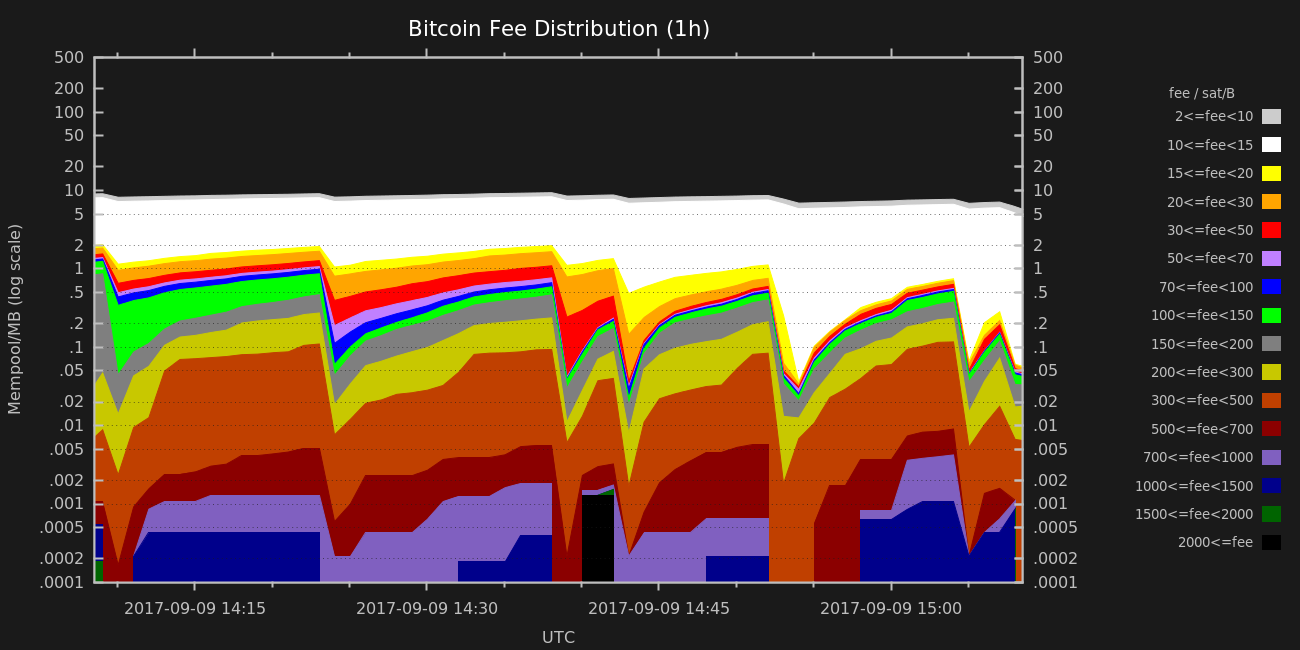 Bitcoin Fee Distribution (1h)
Mempool/MB (log scale)
500
200
100
50
20
10
5
2
1
.5
.2
.1
.05
.02
.01
.005
.002
.001
.0005
.0002
.0001
500
200
100
50
20
10
5
2
1
.5
.2
.1
.05
.02
.01
.005
.002
.001
.0005
.0002
.0001
2017-09-09 14:15
2017-09-09 14:30
2017-09-09 14:45
2017-09-09 15:00
UTC
fee / sat/B
2<=fee<10
10<=fee<15
15<=fee<20
20<=fee<30
30<=fee<50
50<=fee<70
70<=fee<100
100<=fee<150
150<=fee<200
200<=fee<300
300<=fee<500
500<=fee<700
700<=fee<1000
1000<=fee<1500
1500<=fee<2000
2000<=fee